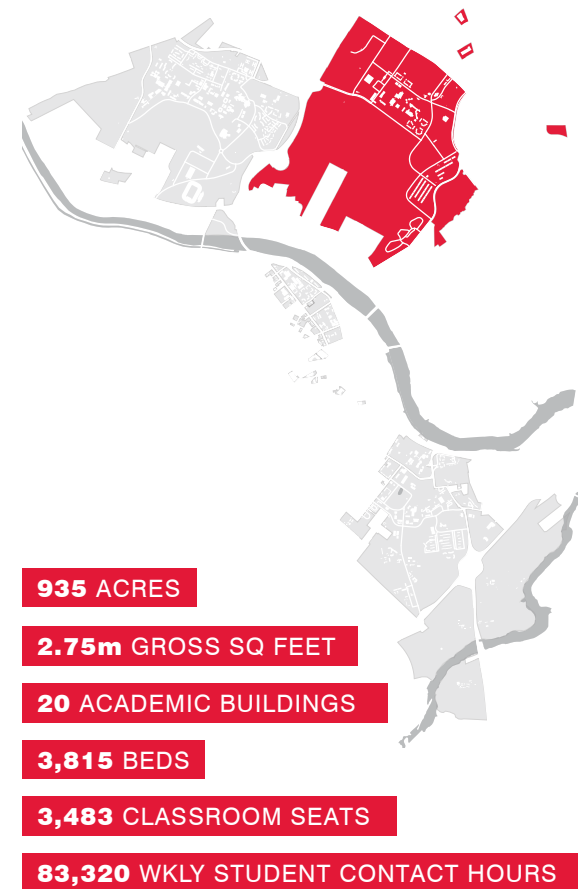 935 ACRES
2.75m GROSS SQ FEET
20 ACADEMIC BUILDINGS
3,815 BEDS
3,483 CLASSROOM SEATS
83,320 WKLY STUDENT CONTACT HOURS